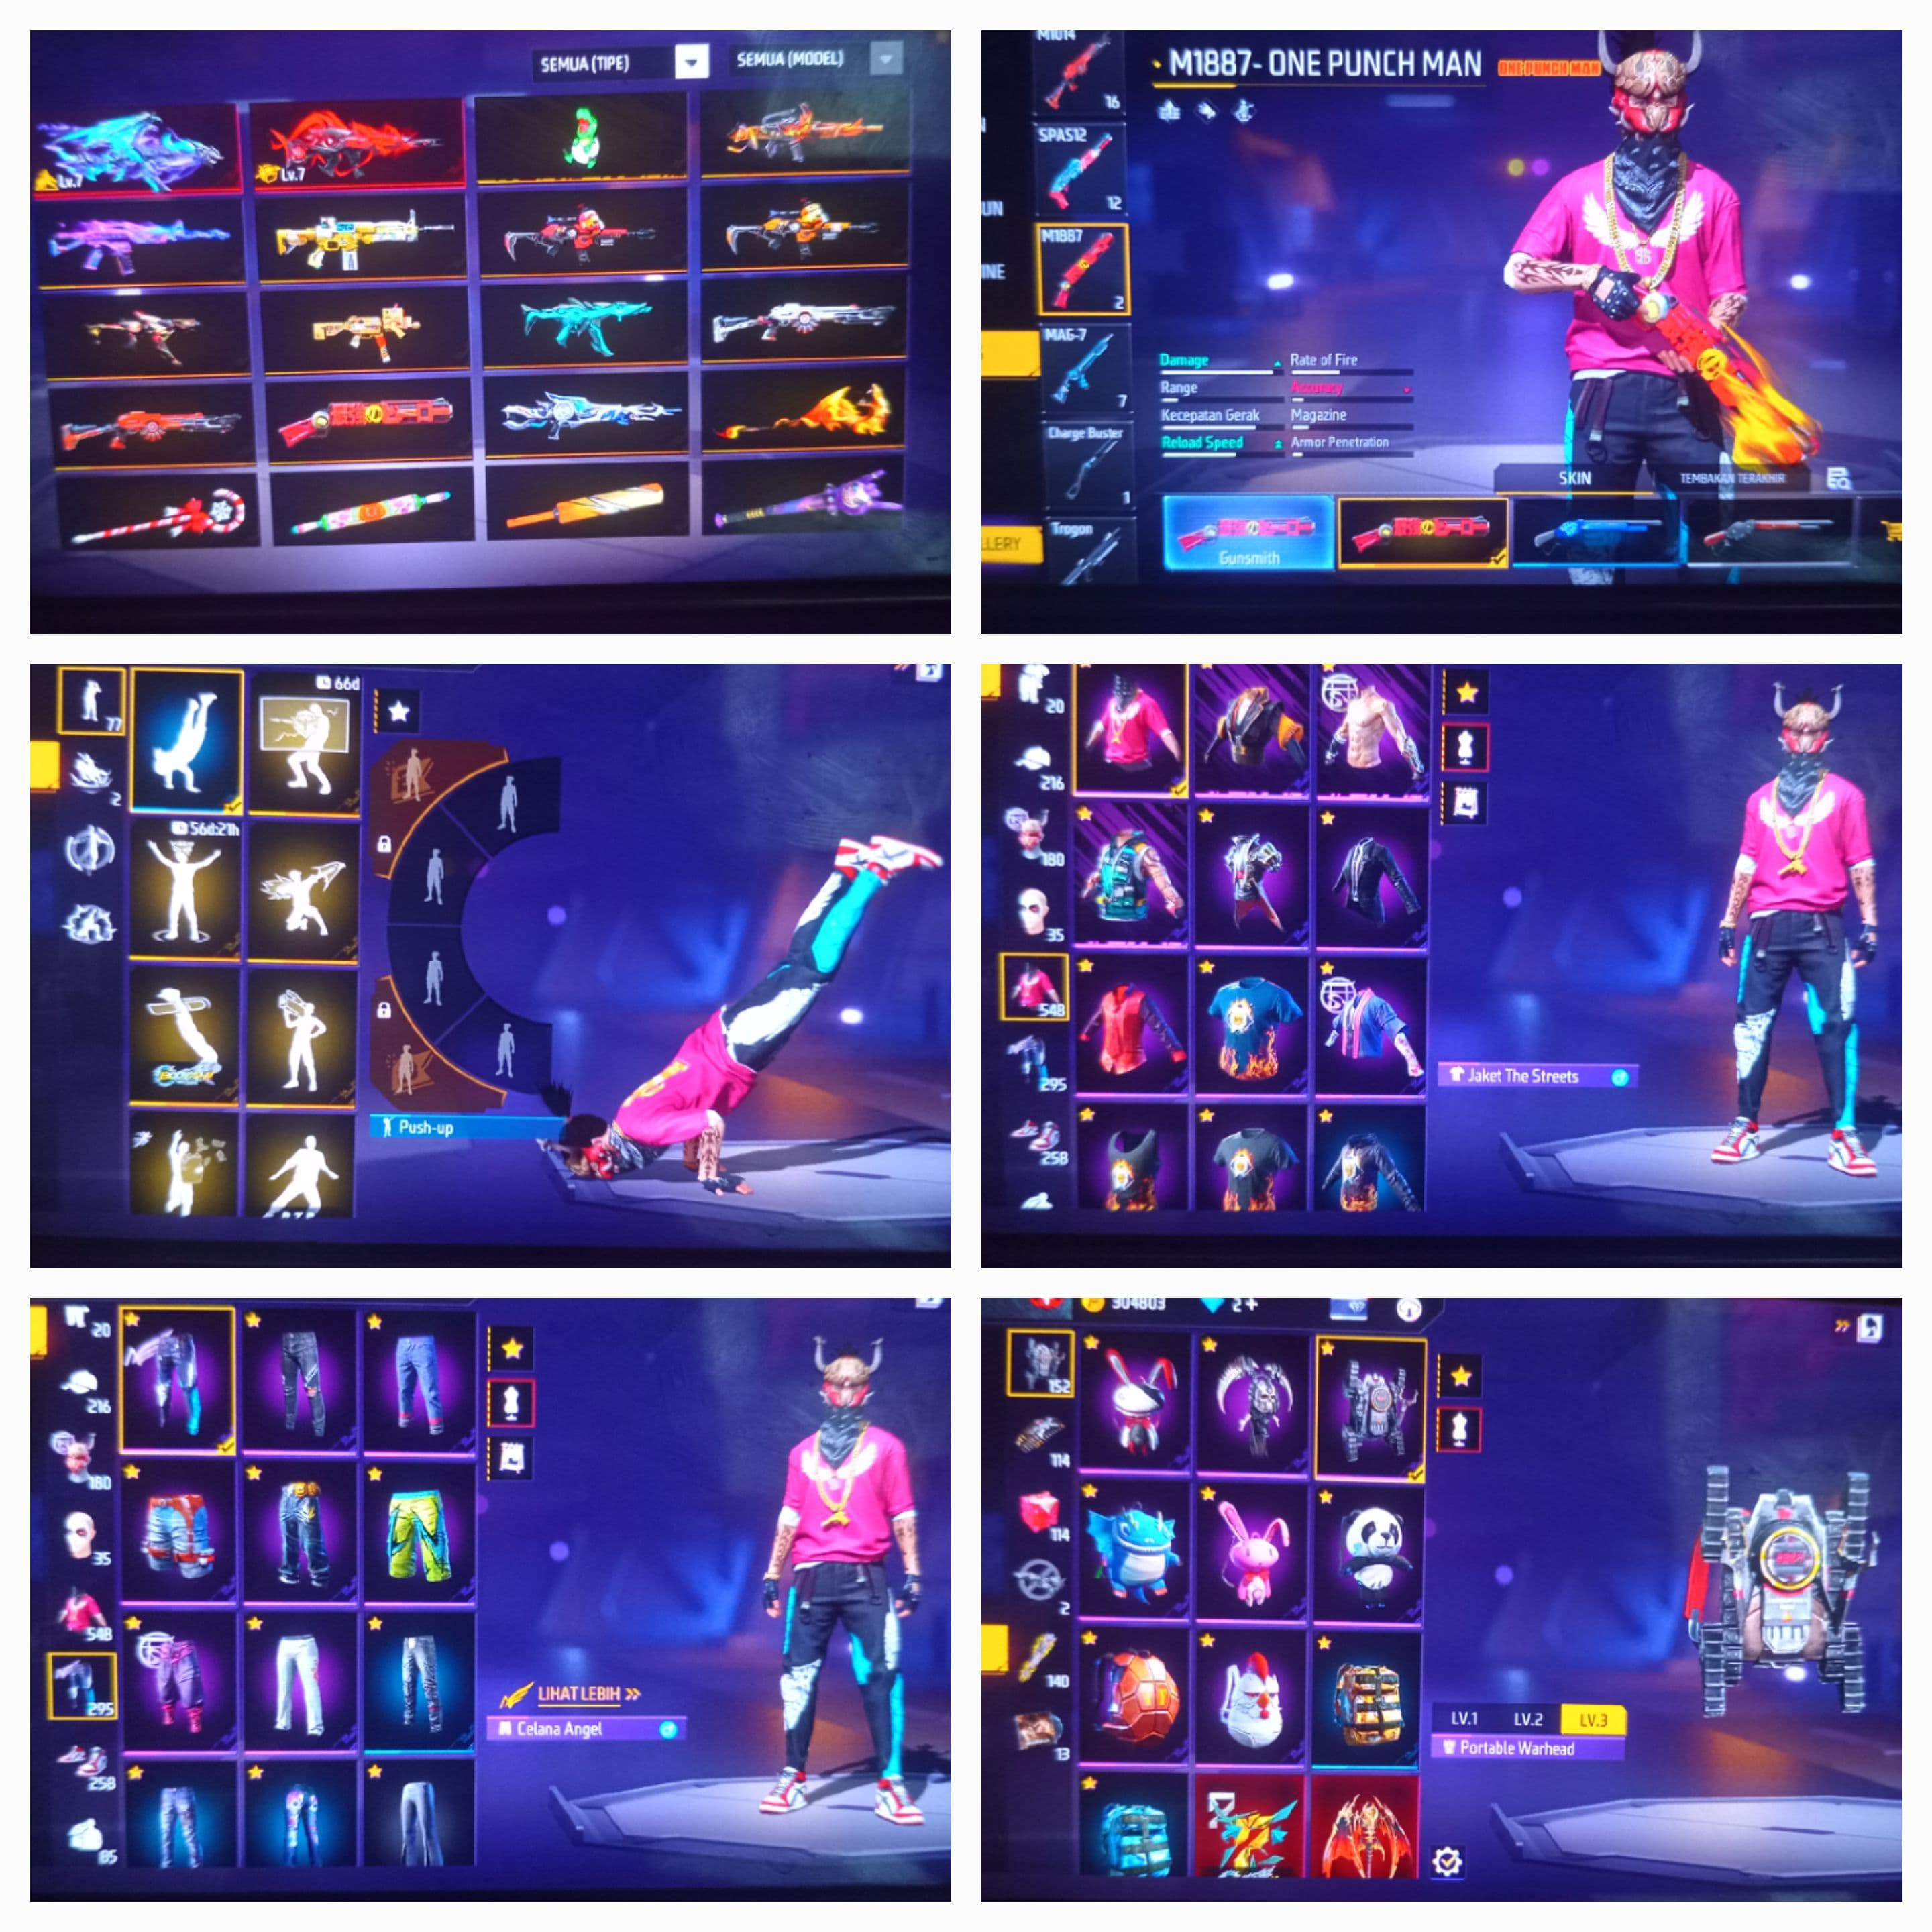 SEMUA (TIPE)
SEMUA (MODEL)
Lv.7
Lv.7
M1014
16
SPAS12
12
M1887
2
MAG-7
7
Charge Buster
1
Trogon
M1887- ONE PUNCH MAN
ONE PUNCH MAN
Damage
Rate of Fire
Range
Accuracy
Kecepatan Gerak
Magazine
Reload Speed
Armor Penetration
SKIN
TEMBAKAN TERAKHIR
Gunsmith
77
66d
2
56d:21h
Push-up
20
216
180
35
548
295
258
Jaket The Streets
20
216
180
35
548
295
258
85
LIHAT LEBIH
Celana Angel
304803
2+
152
114
114
2
140
13
LV.1
LV.2
LV.3
Portable Warhead